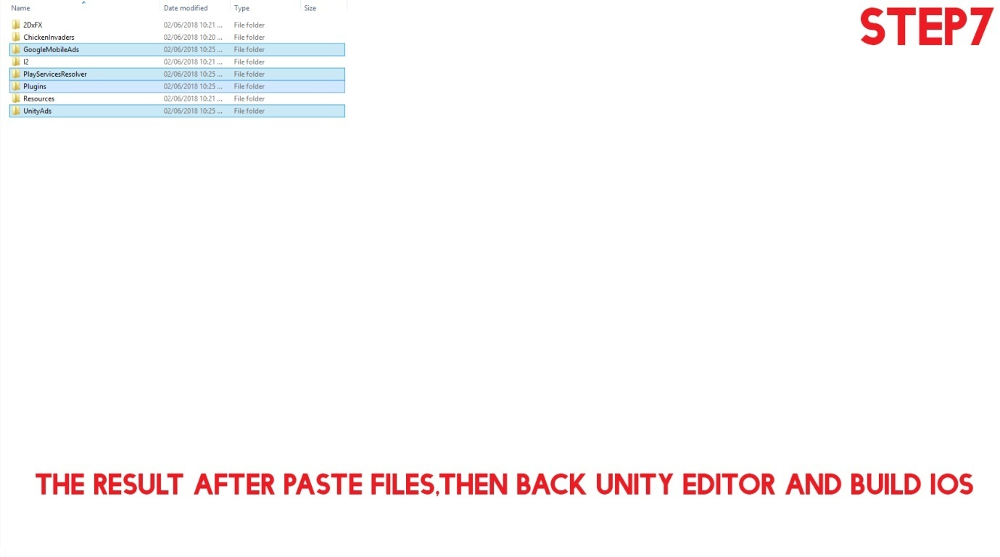 STEP7
Name Date modified Type Size
2DxFX 02/06/2018 10:21 ... File folder
ChickenInvaders 02/06/2018 10:20 ... File folder
GoogleMobileAds 02/06/2018 10:25 ... File folder
I2 02/06/2018 10:21 ... File folder
PlayServicesResolver 02/06/2018 10:25 ... File folder
Plugins 02/06/2018 10:25 ... File folder
Resources 02/06/2018 10:21 ... File folder
UnityAds 02/06/2018 10:25 ... File folder
THE RESULT AFTER PASTE FILES,THEN BACK UNITY EDITOR AND BUILD IOS